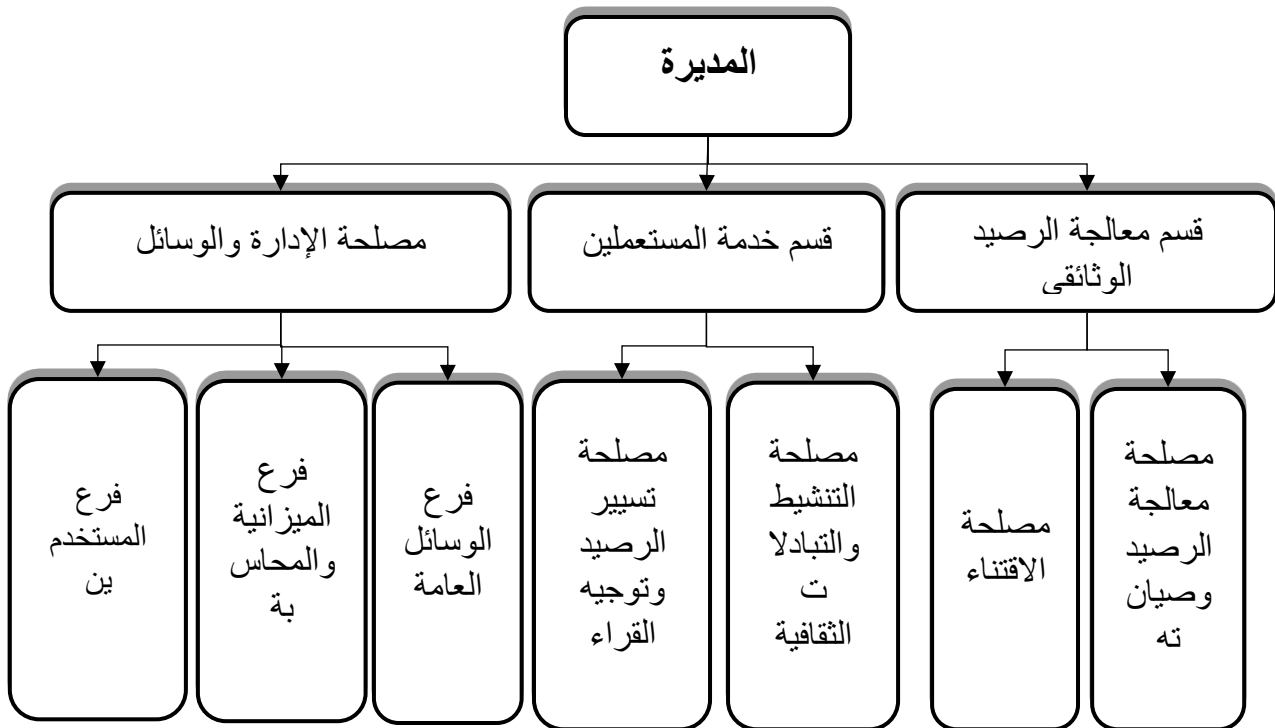 المديرة
قسم معالجة الرصيد
الوثائقي
قسم خدمة المستعملين
مصلحة الإدارة والوسائل
مصلحة
معالجة
الرصيد
وصيان
ته
مصلحة
الاقتناء
مصلحة
التنشيط
والتبادلا
ت
الثقافية
مصلحة
تسيير
الرصيد
وتوجيه
القراء
فرع
الوسائل
العامة
فرع
الميزانية
والمحاس
بة
فرع
المستخدم
ين